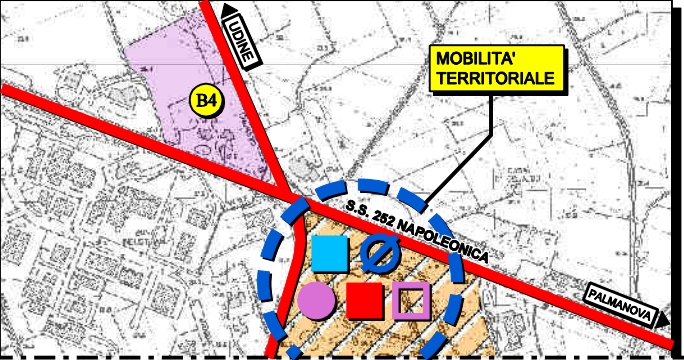 UDINE
MOBILITA'
TERRITORIALE
B4
S.S. 252 NAPOLEONICA
PALMANOVA